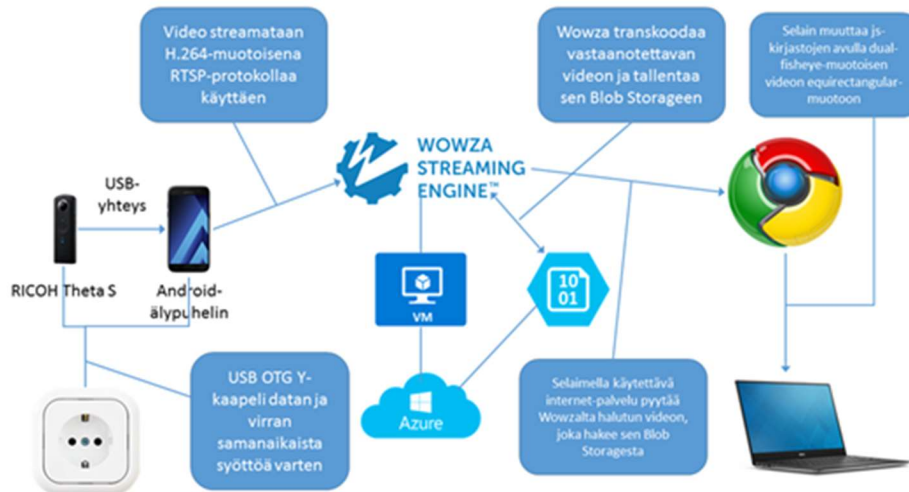 Video streamataan
H.264-muotoisena
RTSP-protokollaa
käyttäen
Wowza transkoodaa
vastaanotettavan
videon ja tallentaa
sen Blob Storageen
Selain muuttaa js-
kirjastojen avulla dual-
fisheye-muotoisen
videon equirectangular-
muotoon
WOWZA
STREAMING
ENGINE™
USB-
yhteys
RICOH Theta S
Android-
älypuhelin
VM
10
01
Azure
USB OTG Y-
kaapeli datan ja
virran
samanaikaista
syöttöä varten
Selaimella käytettävä
internet-palvelu pyytää
Wowzalta halutun videon,
joka hakee sen Blob
Storagesta